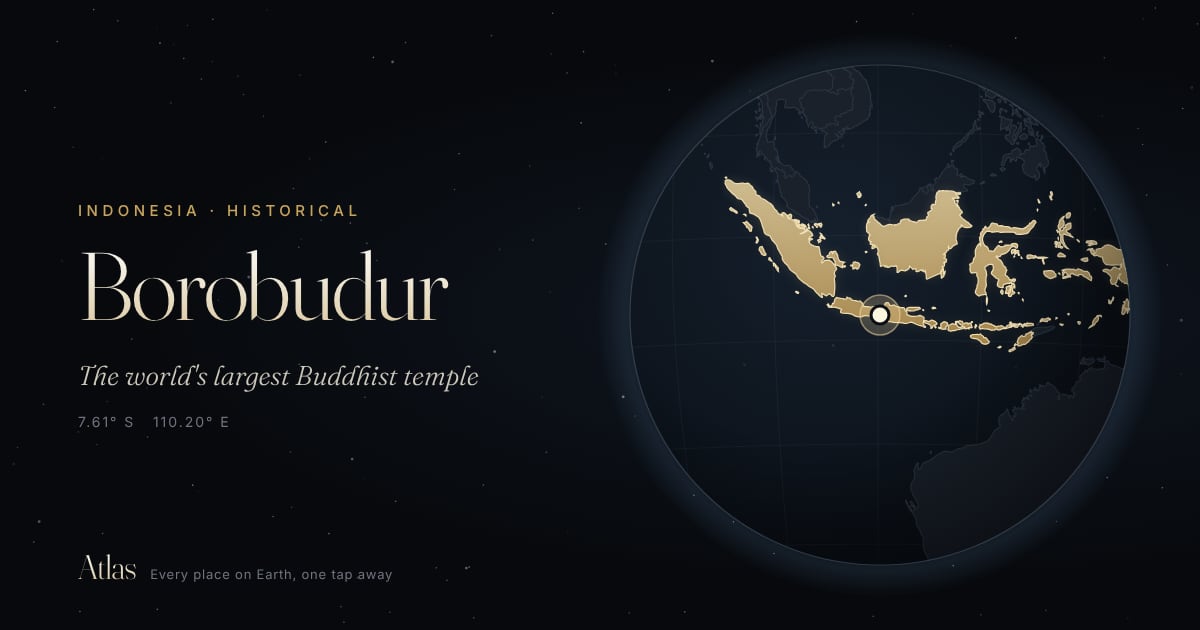 INDONESIA · HISTORICAL
Borobudur
The world's largest Buddhist temple
7.61° S 110.20° E
Atlas Every place on Earth, one tap away